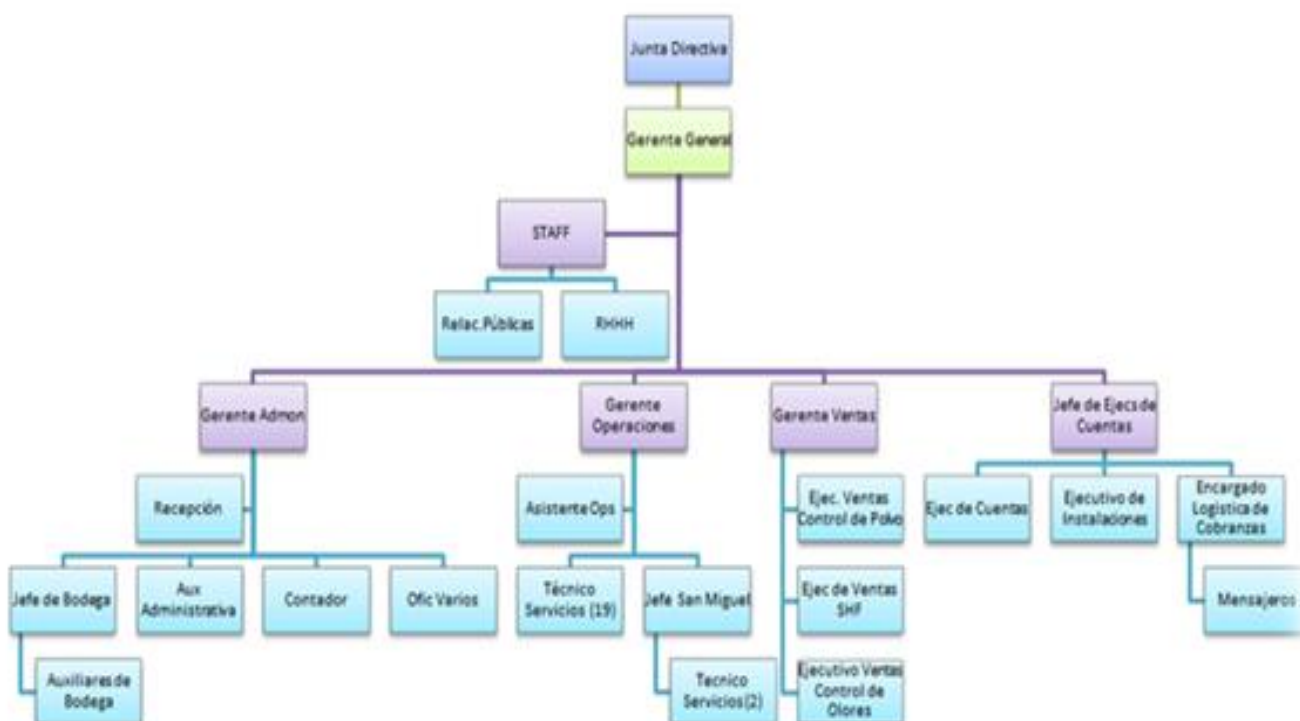 Junta Directiva
Gerente General
STAFF
Relac.Públicas
RHHH
Gerente Admon
Gerente
Operaciones
Gerente Ventas
Jefe de Ejecs de
Cuentas
Recepción
Asistente Ops
Ejec. Ventas
Control de Polvo
Ejec de Cuentas
Ejecutivo de
Instalaciones
Encargado
Logística de
Cobranzas
Jefe de Bodega
Aux
Administrativa
Contador
Ofic Varios
Técnico
Servicios (19)
Jefe San Miguel
Ejec de Ventas
SHF
Mensajeros
Auxiliares de
Bodega
Tecnico
Servicios (2)
Ejecutivo Ventas
Control de
Olores